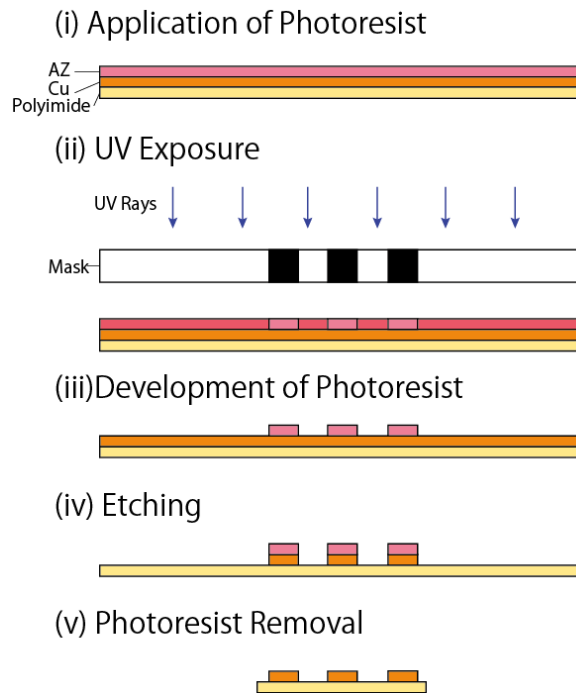 (i) Application of Photoresist
AZ
Cu
Polyimide
(ii) UV Exposure
UV Rays
Mask
(iii)Development of Photoresist
(iv) Etching
(v) Photoresist Removal